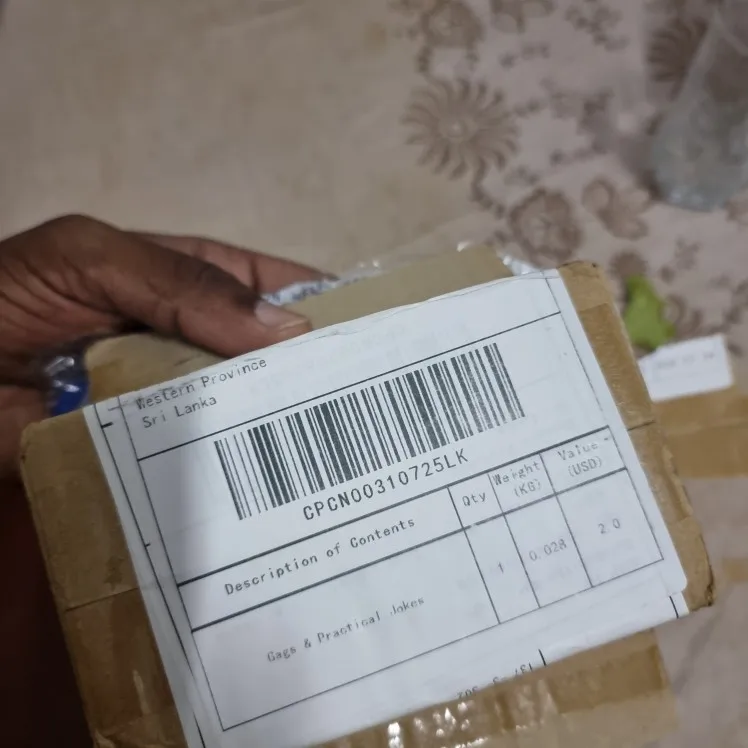 Western Province
Sri Lanka
CPCN00310725LK
Description of Contents Qty Weight (KG) Value (USD)
Gags & Practical Jokes 1 0.028 2.0